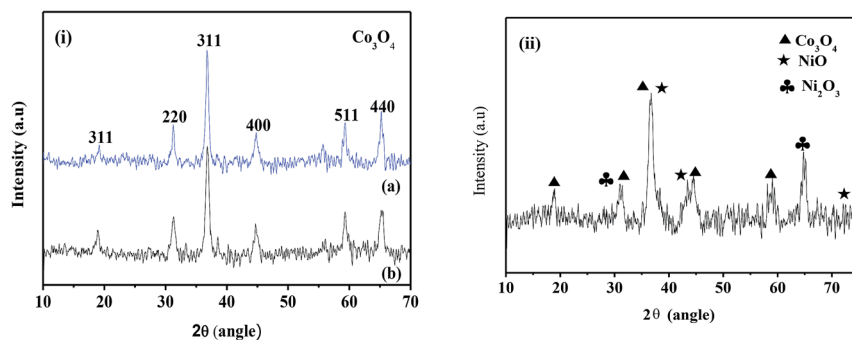 (i)
311
Co₃O₄
311
220
400
511
440
(a)
(b)
Intensity (a.u)
10
20
30
40
50
60
70
2θ (angle)
(ii)
▲ Co₃O₄
★ NiO
♣ Ni₂O₃
Intensity (a.u)
10
20
30
40
50
60
70
2θ (angle)